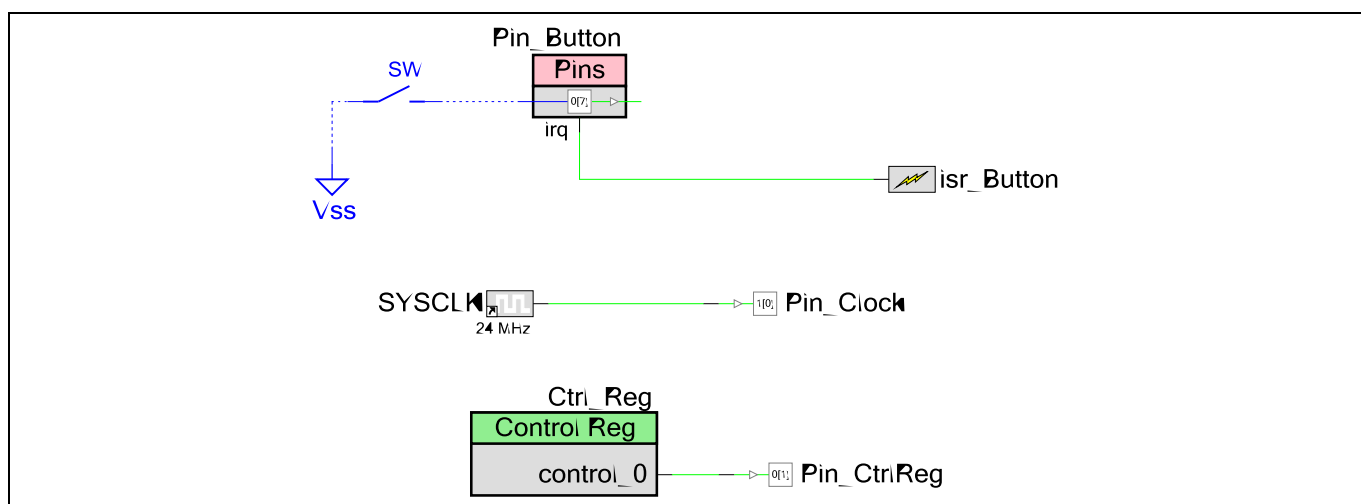 Pin_Button
SW
Pins
0[7]
irq
isr_Button
Vss
SYSCLK
1[0]
Pin_Clock
24 MHz
Ctrl_Reg
Control Reg
control_0
0[1]
Pin_CtrlReg